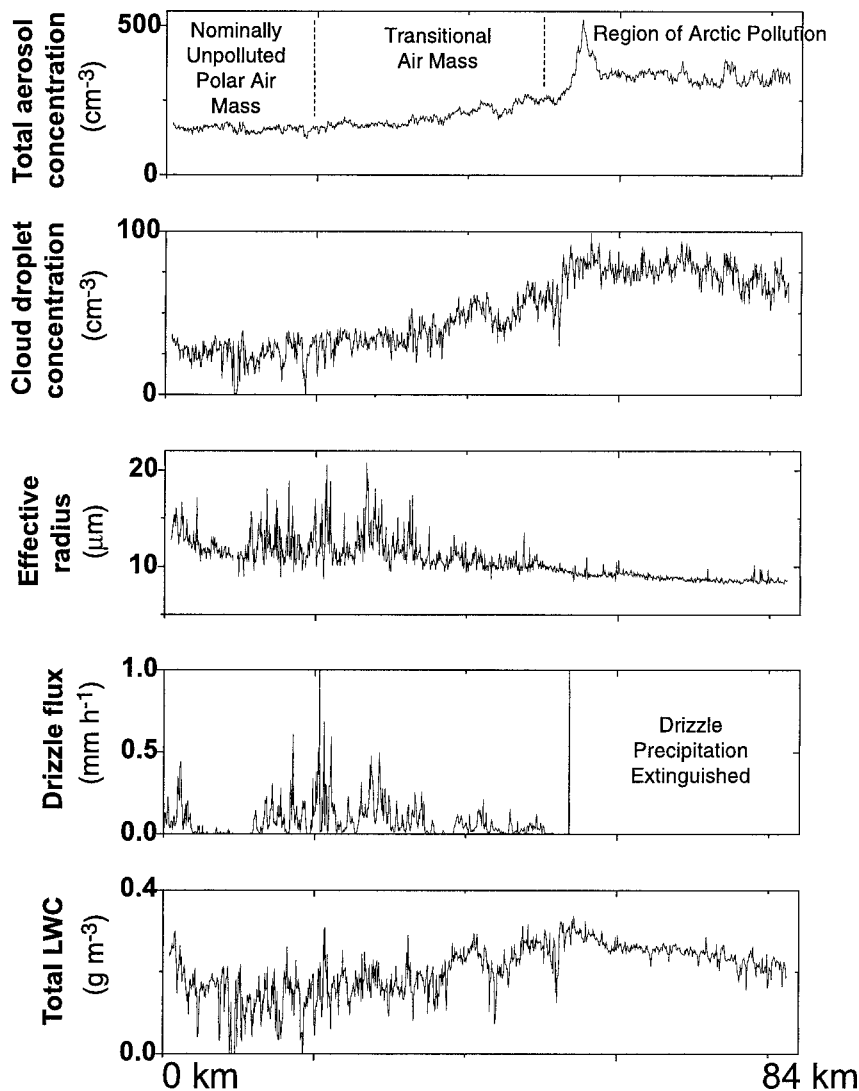 Total aerosol
concentration
(cm-3)
500
0
Nominally
Unpolluted
Polar Air
Mass
Transitional
Air Mass
Region of Arctic Pollution
Cloud droplet
concentration
(cm-3)
100
0
Effective
radius
(μm)
20
10
Drizzle flux
(mm h-1)
1.0
0.5
0.0
Drizzle
Precipitation
Extinguished
Total LWC
(g m-3)
0.4
0.0
0 km
84 km